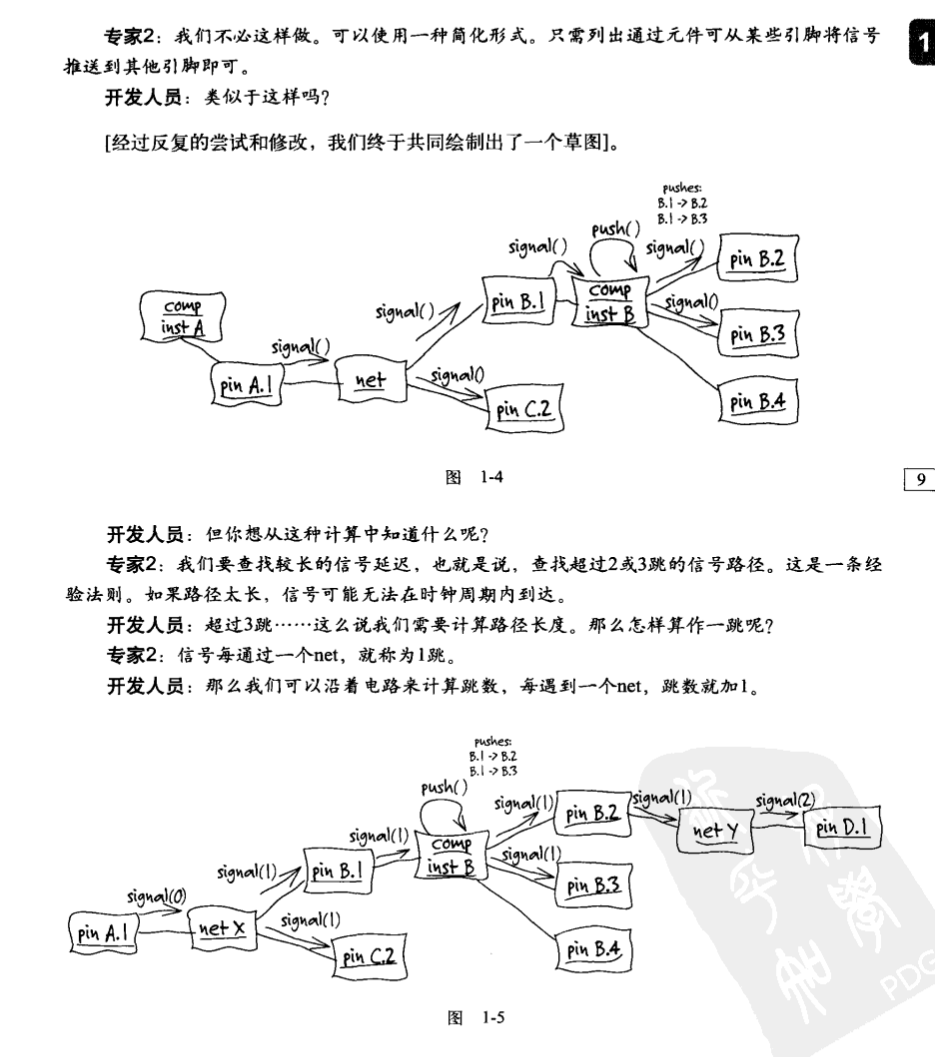 专家2：我们不必这样做。可以使用一种简化形式。只需列出通过元件可从某些引脚将信号
推送到其他引脚即可。
1
开发人员：类似于这样吗？
[经过反复的尝试和修改，我们终于共同绘制出了一个草图]。
pushes:
B.1 -> B.2
B.1 -> B.3
push()
signal()
signal()
pin B.2
comp
inst A
signal()
pin B.1
comp
inst B
signal()
pin B.3
signal()
pin A.1
net
signal()
pin C.2
pin B.4
图 1-4
9
开发人员：但你想从这种计算中知道什么呢？
专家2：我们要查找较长的信号延迟，也就是说，查找超过2或3跳的信号路径。这是一条经
验法则。如果路径太长，信号可能无法在时钟周期内到达。
开发人员：超过3跳……这么说我们需要计算路径长度。那么怎样算作一跳呢？
专家2：信号每通过一个net，就称为1跳。
开发人员：那么我们可以沿着电路来计算跳数，每遇到一个net，跳数就加1。
pushes:
B.1 -> B.2
B.1 -> B.3
push()
signal(1)
pin B.2
signal(1)
net Y
signal(2)
pin D.1
signal(1)
comp
inst B
signal(1)
pin B.3
signal(1)
pin B.1
signal(0)
pin A.1
net X
signal(1)
pin C.2
pin B.4
图 1-5
PDG